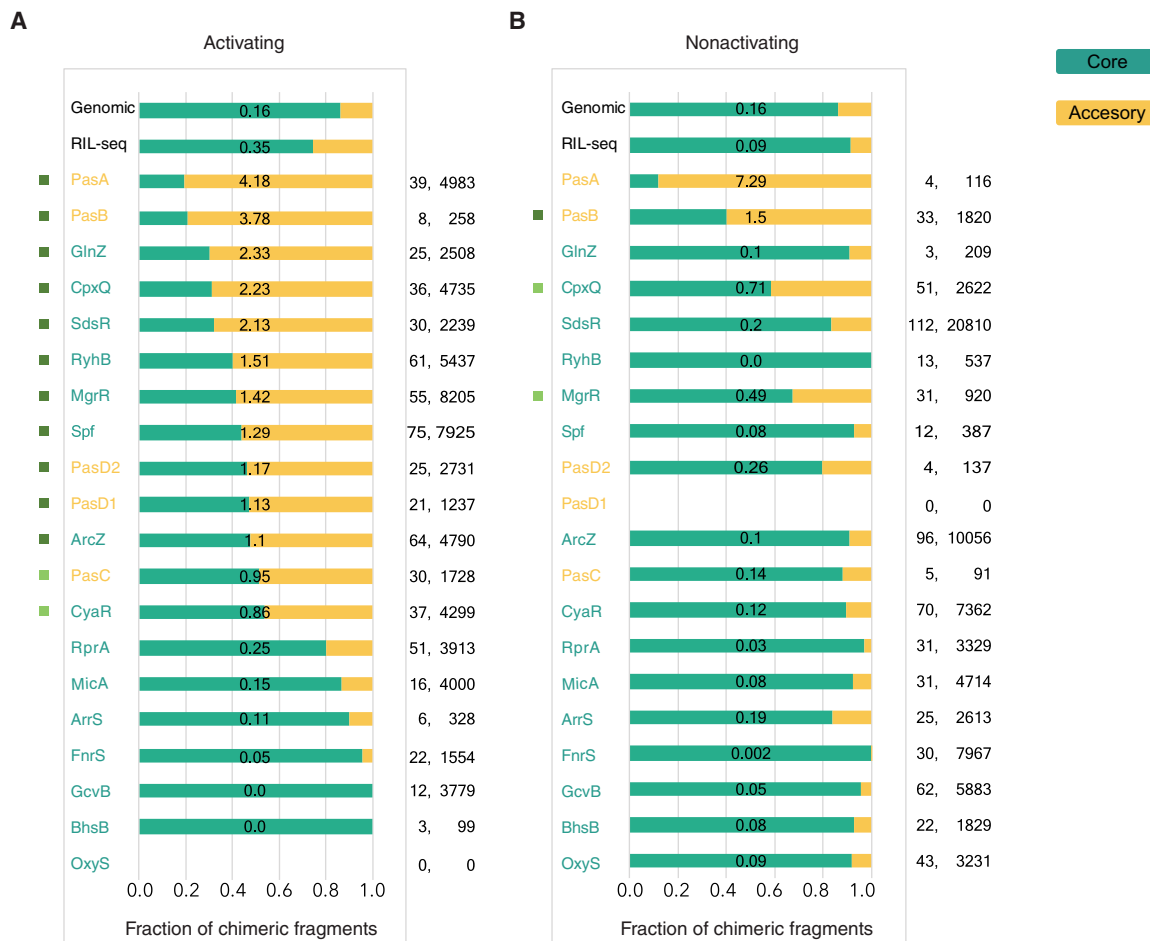 A
B
Activating
Nonactivating
Core
Accesory
Genomic 0.16
RIL-seq 0.35
PasA 4.18 39, 4983
PasB 3.78 8, 258
GlnZ 2.33 25, 2508
CpxQ 2.23 36, 4735
SdsR 2.13 30, 2239
RyhB 1.51 61, 5437
MgrR 1.42 55, 8205
Spf 1.29 75, 7925
PasD2 1.17 25, 2731
PasD1 1.13 21, 1237
ArcZ 1.1 64, 4790
PasC 0.95 30, 1728
CyaR 0.86 37, 4299
RprA 0.25 51, 3913
MicA 0.15 16, 4000
ArrS 0.11 6, 328
FnrS 0.05 22, 1554
GcvB 0.0 12, 3779
BhsB 0.0 3, 99
OxyS 0, 0
0.0 0.2 0.4 0.6 0.8 1.0
Fraction of chimeric fragments
Genomic 0.16
RIL-seq 0.09
PasA 7.29 4, 116
PasB 1.5 33, 1820
GlnZ 0.1 3, 209
CpxQ 0.71 51, 2622
SdsR 0.2 112, 20810
RyhB 0.0 13, 537
MgrR 0.49 31, 920
Spf 0.08 12, 387
PasD2 0.26 4, 137
PasD1 0, 0
ArcZ 0.1 96, 10056
PasC 0.14 5, 91
CyaR 0.12 70, 7362
RprA 0.03 31, 3329
MicA 0.08 31, 4714
ArrS 0.19 25, 2613
FnrS 0.002 30, 7967
GcvB 0.05 62, 5883
BhsB 0.08 22, 1829
OxyS 0.09 43, 3231
0.0 0.2 0.4 0.6 0.8 1.0
Fraction of chimeric fragments